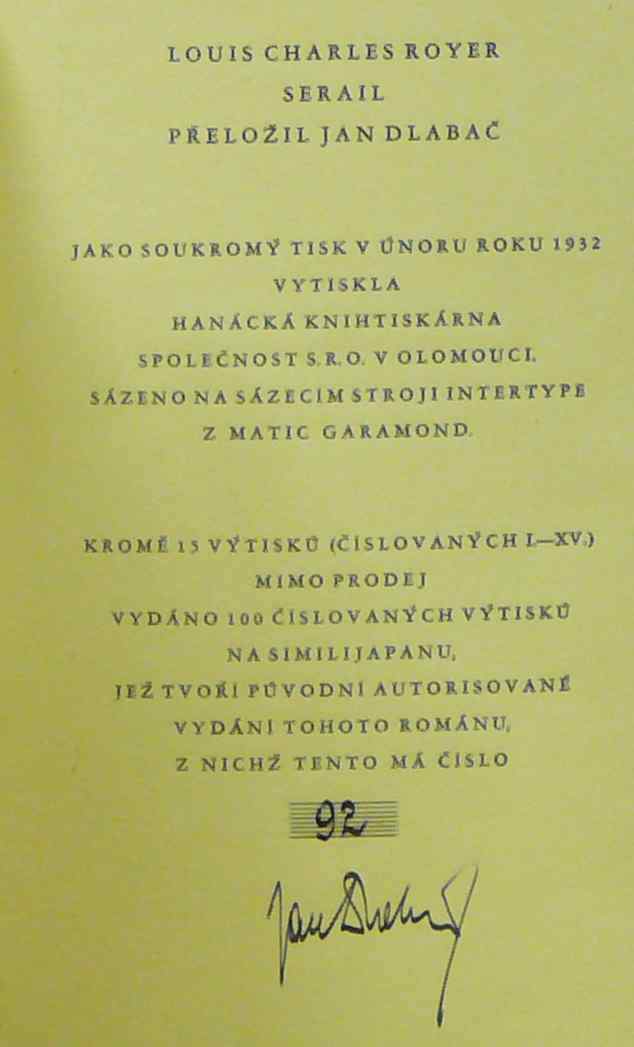 LOUIS CHARLES ROYER
SERAIL
PŘELOŽIL JAN DLABAČ
JAKO SOUKROMÝ TISK V ÚNORU ROKU 1932
VYTISKLA
HANÁCKÁ KNIHTISKÁRNA
SPOLEČNOST S. R. O. V OLOMOUCI.
SÁZENO NA SÁZECÍM STROJI INTERTYPE
Z MATIC GARAMOND.
KROMĚ 15 VÝTISKŮ (ČÍSLOVANÝCH I.—XV.)
MIMO PRODEJ
VYDÁNO 100 ČÍSLOVANÝCH VÝTISKŮ
NA SIMILIJAPANU,
JEŽ TVOŘÍ PŮVODNÍ AUTORISOVANÉ
VYDÁNÍ TOHOTO ROMÁNU,
Z NICHŽ TENTO MÁ ČÍSLO
92
Jan